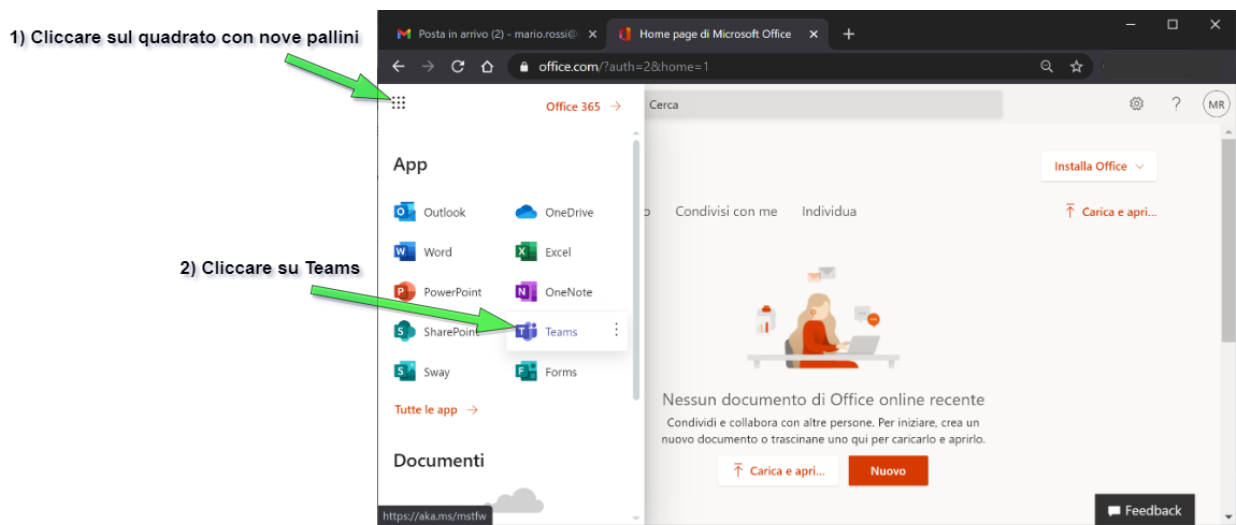 1) Cliccare sul quadrato con nove pallini
Posta in arrivo (2) - mario.rossi@
Home page di Microsoft Office
office.com/?auth=2&home=1
Office 365 →
Cerca
?
MR
App
Installa Office
Outlook
OneDrive
Condivisi con me
Individua
Carica e apri...
Word
Excel
2) Cliccare su Teams
PowerPoint
OneNote
SharePoint
Teams
Sway
Forms
Tutte le app →
Nessun documento di Office online recente
Condividi e collabora con altre persone. Per iniziare, crea un
nuovo documento o trascinane uno qui per caricarlo e aprirlo.
Documenti
Carica e apri...
Nuovo
Feedback
https://aka.ms/mstfw